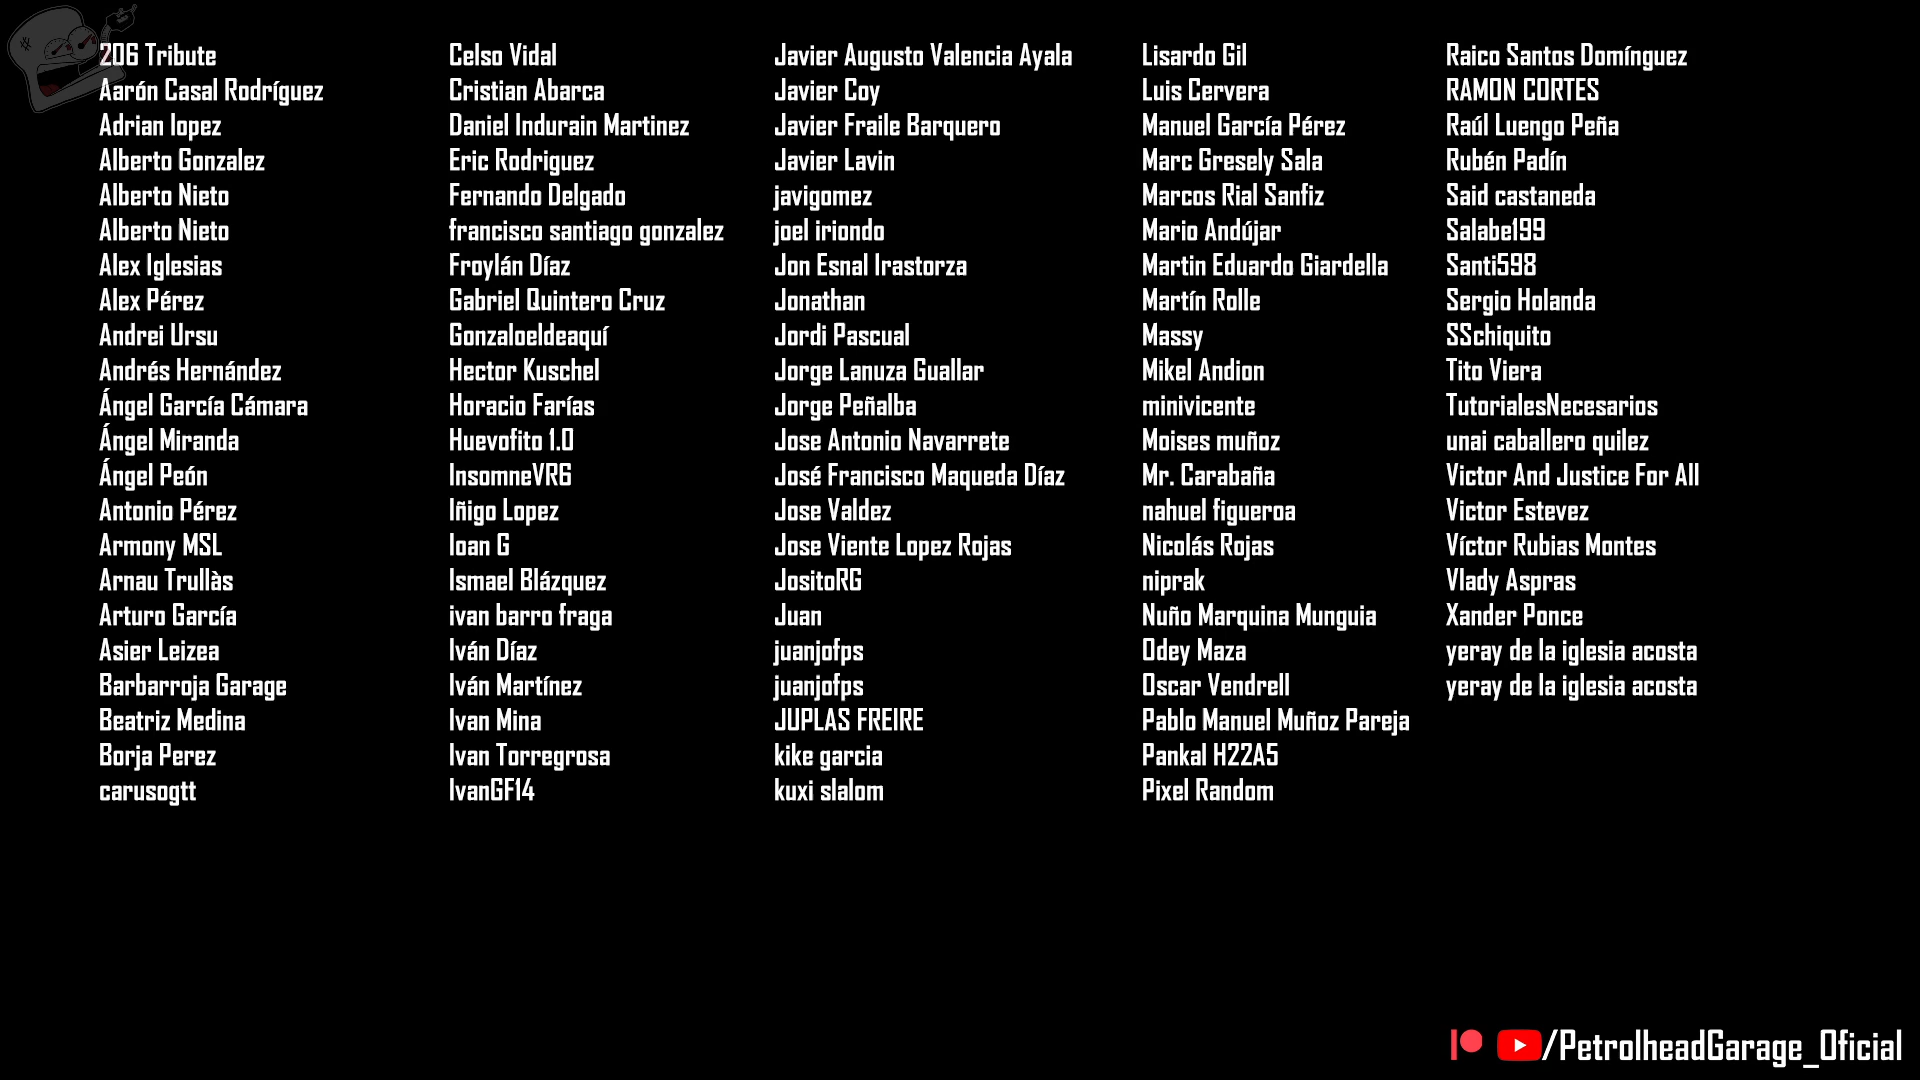 206 Tribute
Aarón Casal Rodríguez
Adrian lopez
Alberto Gonzalez
Alberto Nieto
Alberto Nieto
Alex Iglesias
Alex Pérez
Andrei Ursu
Andrés Hernández
Ángel García Cámara
Ángel Miranda
Ángel Peón
Antonio Pérez
Armony MSL
Arnau Trullàs
Arturo García
Asier Leizea
Barbarroja Garage
Beatriz Medina
Borja Perez
carusogtt
Celso Vidal
Cristian Abarca
Daniel Indurain Martinez
Eric Rodriguez
Fernando Delgado
francisco santiago gonzalez
Froylán Díaz
Gabriel Quintero Cruz
Gonzaloeldeaquí
Hector Kuschel
Horacio Farías
Huevofito 1.0
InsomneVR6
Iñigo Lopez
Ioan G
Ismael Blázquez
ivan barro fraga
Iván Díaz
Iván Martínez
Ivan Mina
Ivan Torregrosa
IvanGF14
Javier Augusto Valencia Ayala
Javier Coy
Javier Fraile Barquero
Javier Lavin
javigomez
joel iriondo
Jon Esnal Irastorza
Jonathan
Jordi Pascual
Jorge Lanuza Guallar
Jorge Peñalba
Jose Antonio Navarrete
José Francisco Maqueda Díaz
Jose Valdez
Jose Viente Lopez Rojas
JositoRG
Juan
juanjofps
juanjofps
JUPLAS FREIRE
kike garcia
kuxi slalom
Lisardo Gil
Luis Cervera
Manuel García Pérez
Marc Gresely Sala
Marcos Rial Sanfiz
Mario Andújar
Martin Eduardo Giardella
Martín Rolle
Massy
Mikel Andion
minivicente
Moises muñoz
Mr. Carabaña
nahuel figueroa
Nicolás Rojas
niprak
Nuño Marquina Munguia
Odey Maza
Oscar Vendrell
Pablo Manuel Muñoz Pareja
Pankal H22A5
Pixel Random
Raico Santos Domínguez
RAMON CORTES
Raúl Luengo Peña
Rubén Padín
Said castaneda
Salabe199
Santi598
Sergio Holanda
SSchiquito
Tito Viera
TutorialesNecesarios
unai caballero quilez
Victor And Justice For All
Victor Estevez
Víctor Rubias Montes
Vlady Aspras
Xander Ponce
yeray de la iglesia acosta
yeray de la iglesia acosta
/PetrolheadGarage_Oficial